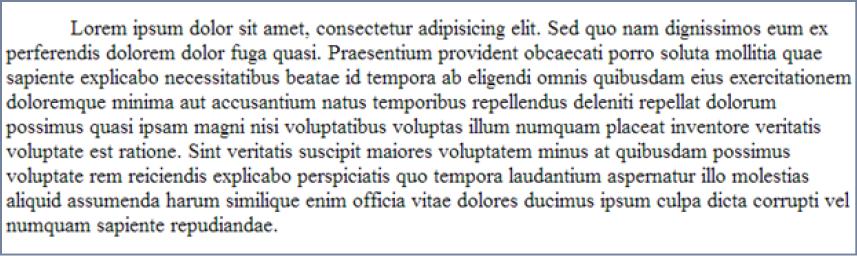 Lorem ipsum dolor sit amet, consectetur adipisicing elit. Sed quo nam dignissimos eum ex
perferendis dolorem dolor fuga quasi. Praesentium provident obcaecati porro soluta mollitia quae
sapiente explicabo necessitatibus beatae id tempora ab eligendi omnis quibusdam eius exercitationem
doloremque minima aut accusantium natus temporibus repellendus deleniti repellat dolorum
possimus quasi ipsam magni nisi voluptatibus voluptas illum numquam placeat inventore veritatis
voluptate est ratione. Sint veritatis suscipit maiores voluptatem minus at quibusdam possimus
voluptate rem reiciendis explicabo perspiciatis quo tempora laudantium aspernatur illo molestias
aliquid assumenda harum similique enim officia vitae dolores ducimus ipsum culpa dicta corrupti vel
numquam sapiente repudiandae.